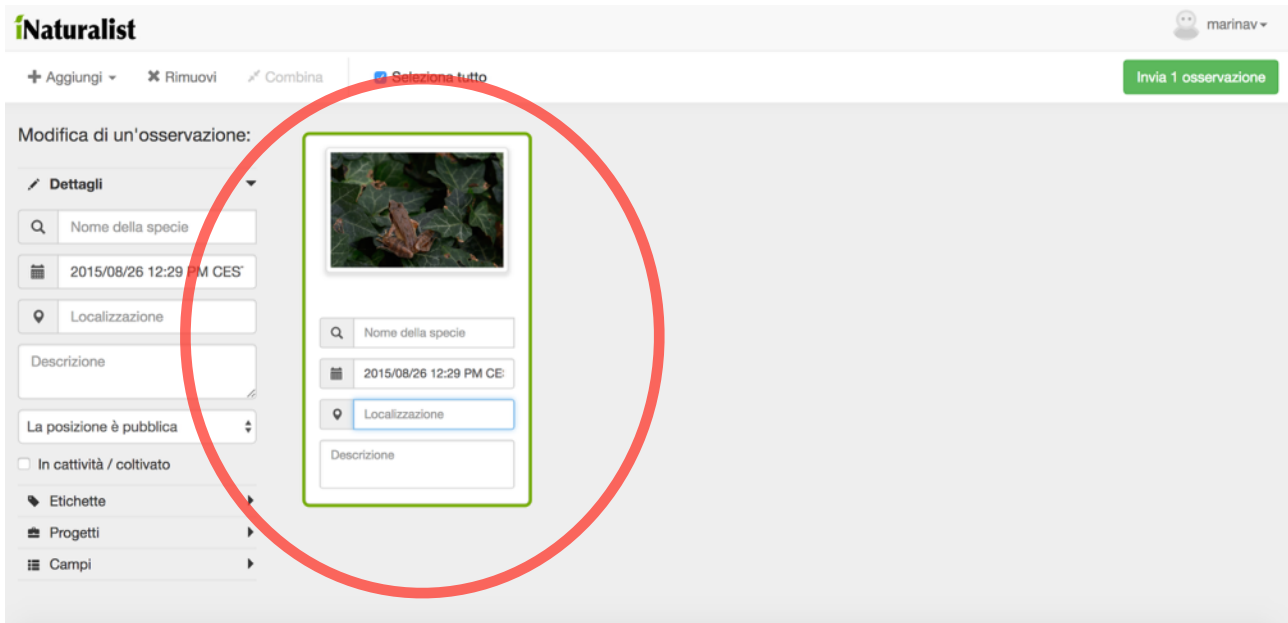 iNaturalist
marinav
Aggiungi
Rimuovi
Combina
Seleziona tutto
Invia 1 osservazione
Modifica di un'osservazione:
Dettagli
Nome della specie
2015/08/26 12:29 PM CES
Localizzazione
Descrizione
La posizione è pubblica
In cattività / coltivato
Etichette
Progetti
Campi
Nome della specie
2015/08/26 12:29 PM CE
Localizzazione
Descrizione